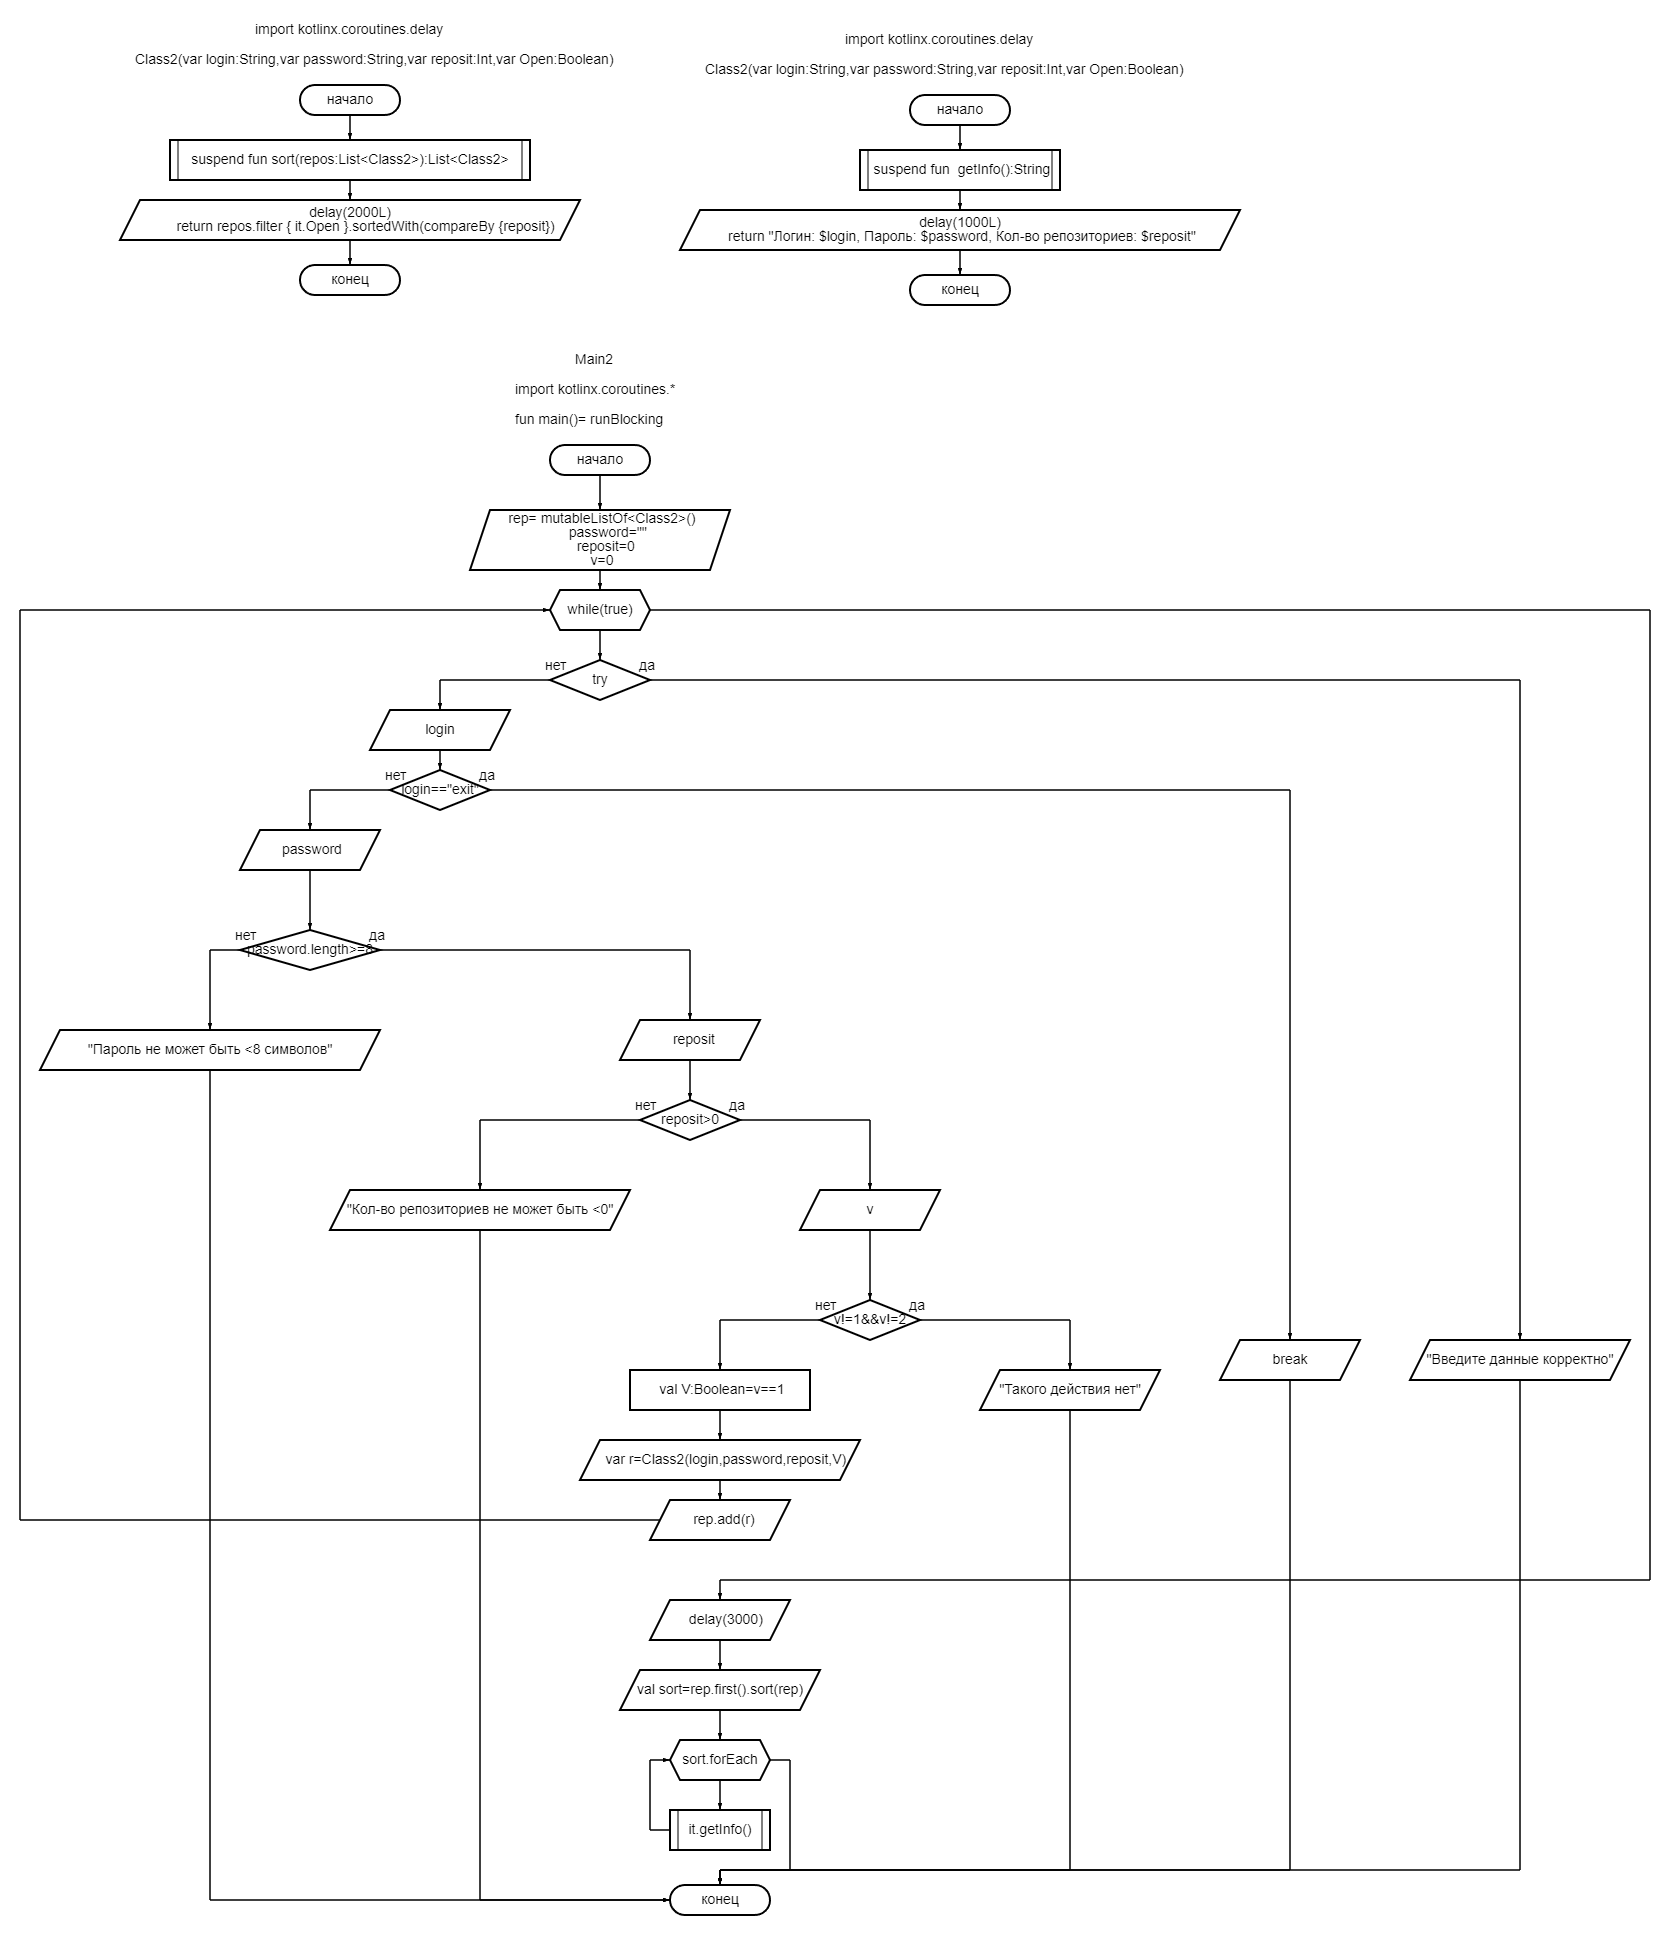 import kotlinx.coroutines.delay
Class2(var login:String,var password:String,var reposit:Int,var Open:Boolean)
начало
suspend fun sort(repos:List<Class2>):List<Class2>
delay(2000L)
return repos.filter { it.Open }.sortedWith(compareBy {reposit})
конец
import kotlinx.coroutines.delay
Class2(var login:String,var password:String,var reposit:Int,var Open:Boolean)
начало
suspend fun  getInfo():String
delay(1000L)
return "Логин: $login, Пароль: $password, Кол-во репозиториев: $reposit"
конец
Main2
import kotlinx.coroutines.*
fun main()= runBlocking
начало
rep= mutableListOf<Class2>()
password=""
reposit=0
v=0
while(true)
нет
да
try
login
нет
да
login=="exit"
password
нет
да
password.length>=8
"Пароль не может быть <8 символов"
reposit
нет
да
reposit>0
"Кол-во репозиториев не может быть <0"
v
нет
да
v!=1&&v!=2
val V:Boolean=v==1
"Такого действия нет"
break
"Введите данные корректно"
var r=Class2(login,password,reposit,V)
rep.add(r)
delay(3000)
val sort=rep.first().sort(rep)
sort.forEach
it.getInfo()
конец